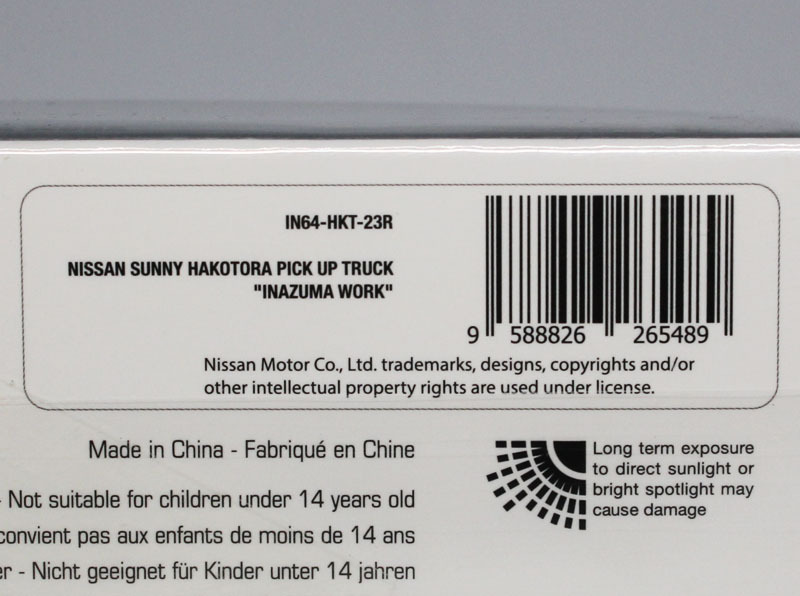 IN64-HKT-23R
NISSAN SUNNY HAKOTORA PICK UP TRUCK
"INAZUMA WORK"
9 588826 265489
Nissan Motor Co., Ltd. trademarks, designs, copyrights and/or
other intellectual property rights are used under license.
Made in China - Fabriqué en Chine
- Not suitable for children under 14 years old
convient pas aux enfants de moins de 14 ans
- Nicht geeignet für Kinder unter 14 jahren
Long term exposure
to direct sunlight or
bright spotlight may
cause damage